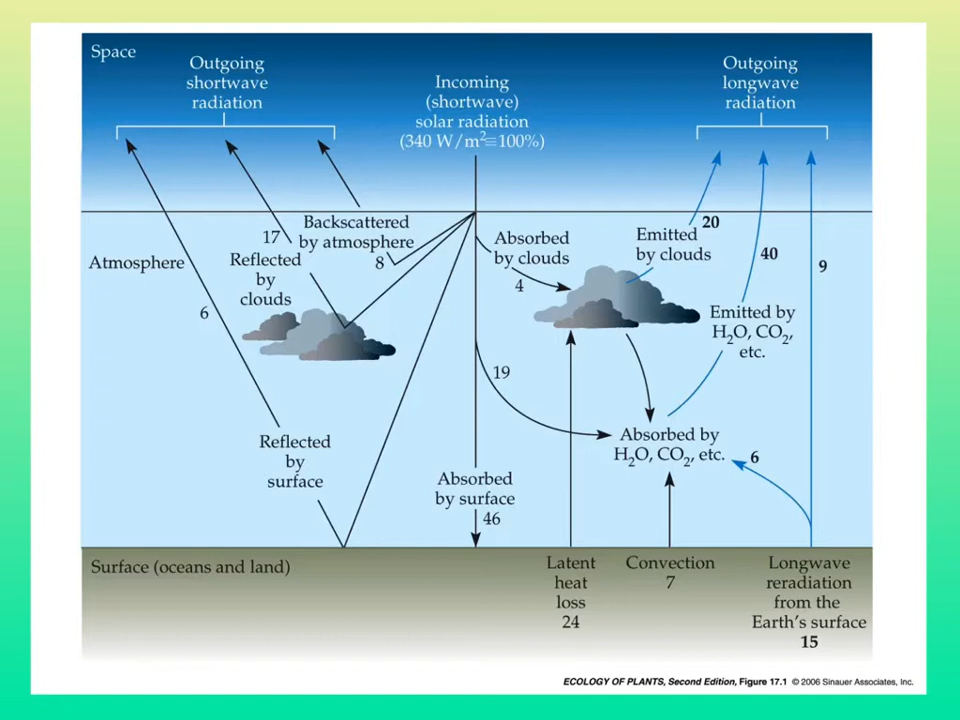 Space
Outgoing
shortwave
radiation
Incoming
(shortwave)
solar radiation
(340 W/m²≡100%)
Outgoing
longwave
radiation
Atmosphere
6
17
Reflected
by
clouds
Backscattered
by atmosphere
8
Absorbed
by clouds
4
Emitted
by clouds
20
40
9
Emitted by
H₂O, CO₂,
etc.
19
Absorbed by
H₂O, CO₂, etc.
6
Reflected
by
surface
Absorbed
by surface
46
Surface (oceans and land)
Latent
heat
loss
24
Convection
7
Longwave
reradiation
from the
Earth's surface
15
ECOLOGY OF PLANTS, Second Edition, Figure 17.1 © 2006 Sinauer Associates, Inc.